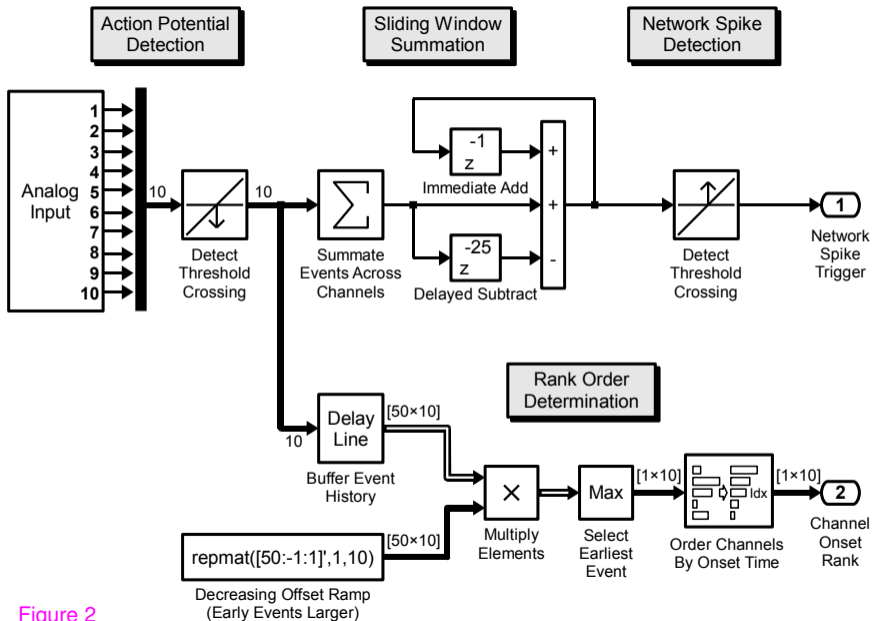 Action Potential
Detection
Sliding Window
Summation
Network Spike
Detection
Analog
Input
1
2
3
4
5
6
7
8
9
10
10
Detect
Threshold
Crossing
10
Summate
Events Across
Channels
-1
z
Immediate Add
-25
z
Delayed Subtract
+
+
-
Detect
Threshold
Crossing
1
Network
Spike
Trigger
Rank Order
Determination
10
Delay
Line
Buffer Event
History
[50×10]
repmat([50:-1:1]',1,10)
Decreasing Offset Ramp
(Early Events Larger)
[50×10]
×
Multiply
Elements
Max
Select
Earliest
Event
[1×10]
Idx
Order Channels
By Onset Time
[1×10]
2
Channel
Onset
Rank
Figure 2